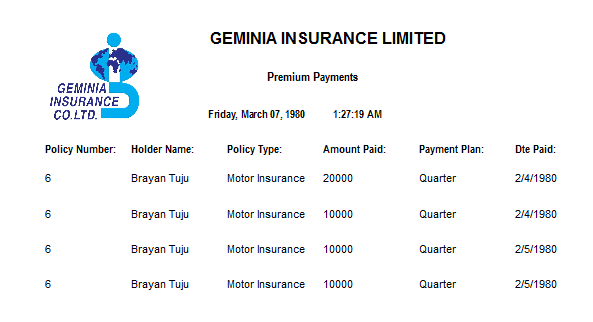 GEMINIA INSURANCE LIMITED
GEMINIA
INSURANCE
CO.LTD.
Premium Payments
Friday, March 07, 1980 1:27:19 AM
Policy Number: Holder Name: Policy Type: Amount Paid: Payment Plan: Dte Paid:
6 Brayan Tuju Motor Insurance 20000 Quarter 2/4/1980
6 Brayan Tuju Motor Insurance 10000 Quarter 2/4/1980
6 Brayan Tuju Motor Insurance 10000 Quarter 2/5/1980
6 Brayan Tuju Motor Insurance 10000 Quarter 2/5/1980